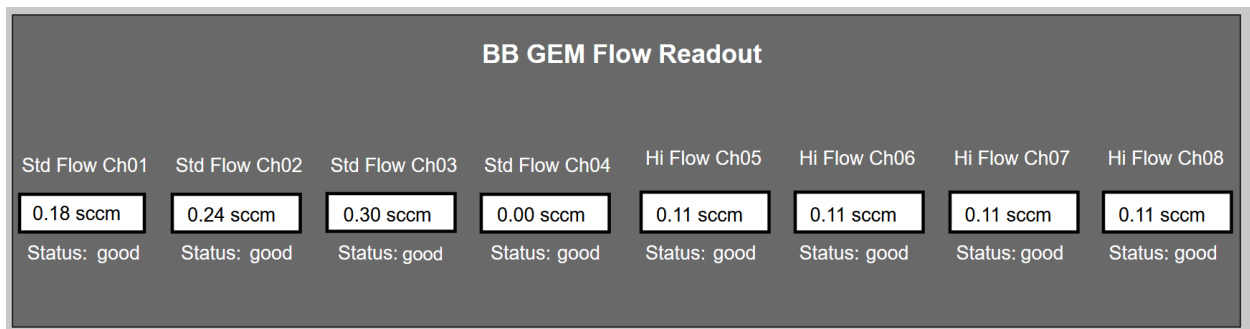 BB GEM Flow Readout
Std Flow Ch01 Std Flow Ch02 Std Flow Ch03 Std Flow Ch04 Hi Flow Ch05 Hi Flow Ch06 Hi Flow Ch07 Hi Flow Ch08
0.18 sccm 0.24 sccm 0.30 sccm 0.00 sccm 0.11 sccm 0.11 sccm 0.11 sccm 0.11 sccm
Status: good Status: good Status: good Status: good Status: good Status: good Status: good Status: good